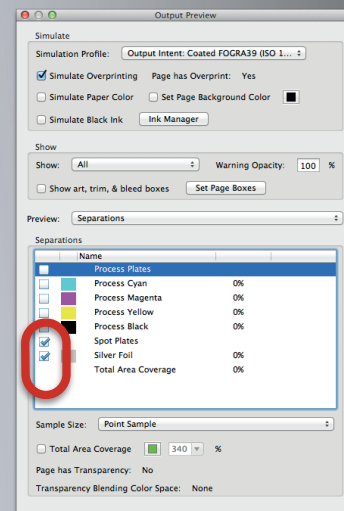 Output Preview
Simulate
Simulation Profile: Output Intent: Coated FOGRA39 (ISO 1...
Simulate Overprinting Page has Overprint: Yes
Simulate Paper Color Set Page Background Color
Simulate Black Ink Ink Manager
Show
Show: All Warning Opacity: 100 %
Show art, trim, & bleed boxes Set Page Boxes
Preview: Separations
Separations
Name
Process Plates
Process Cyan 0%
Process Magenta 0%
Process Yellow 0%
Process Black 0%
Spot Plates
Silver Foil 0%
Total Area Coverage 0%
Sample Size: Point Sample
Total Area Coverage 340 %
Page has Transparency: No
Transparency Blending Color Space: None